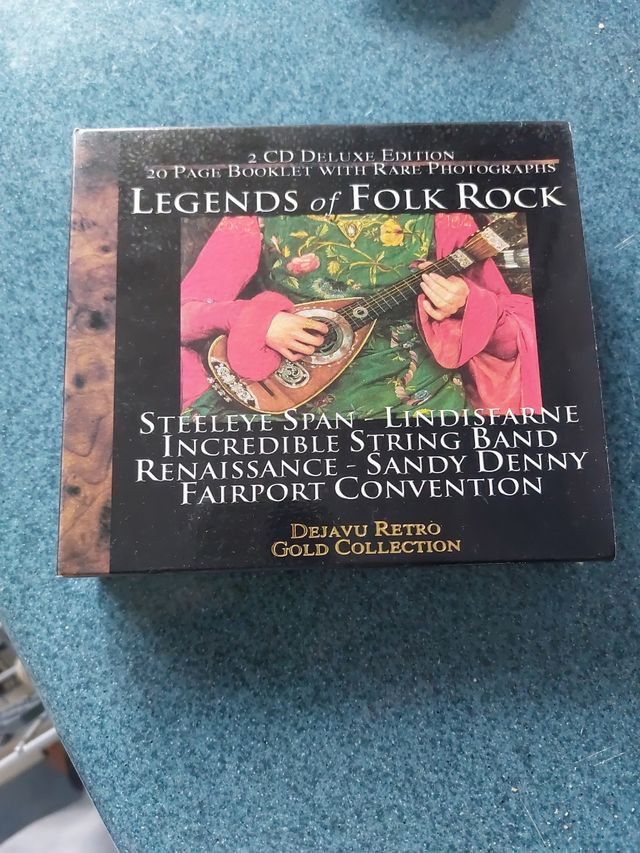 2 CD Deluxe Edition
20 Page Booklet with Rare Photographs
Legends of Folk Rock
Steeleye Span - Lindisfarne
Incredible String Band
Renaissance - Sandy Denny
Fairport Convention
Dejavu Retro
Gold Collection